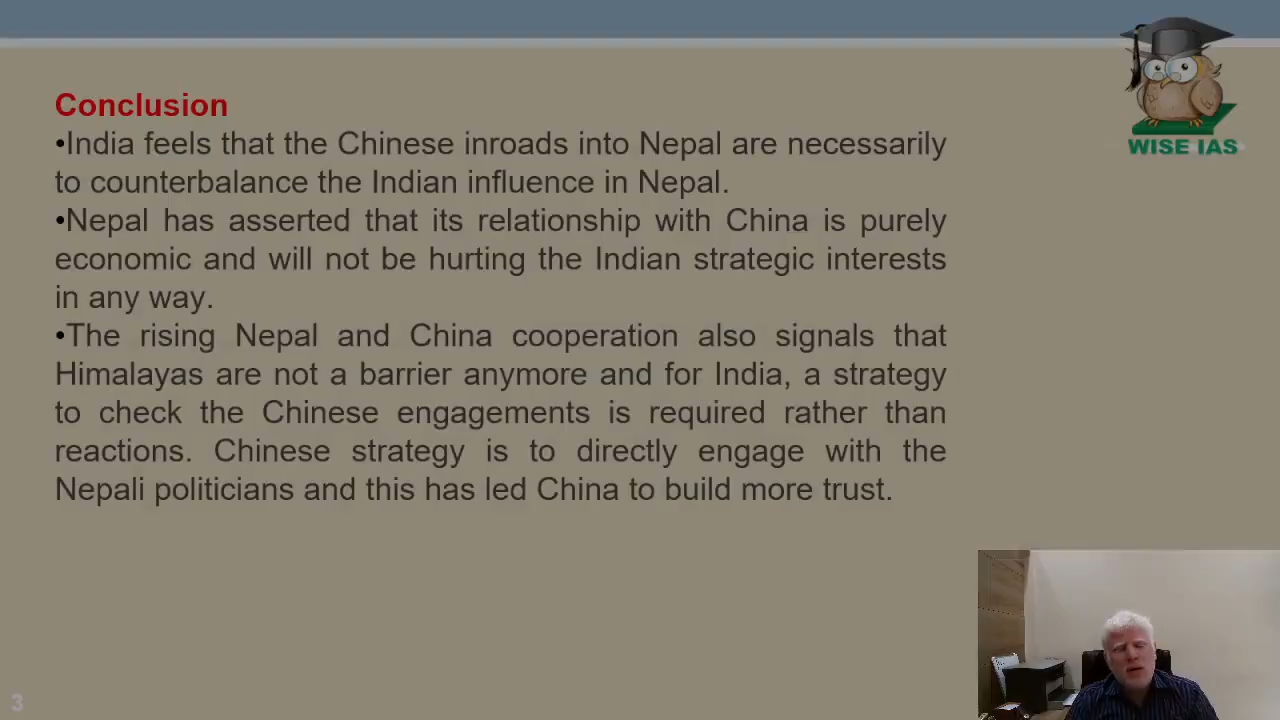 Conclusion
•India feels that the Chinese inroads into Nepal are necessarily
to counterbalance the Indian influence in Nepal.
•Nepal has asserted that its relationship with China is purely
economic and will not be hurting the Indian strategic interests
in any way.
•The rising Nepal and China cooperation also signals that
Himalayas are not a barrier anymore and for India, a strategy
to check the Chinese engagements is required rather than
reactions. Chinese strategy is to directly engage with the
Nepali politicians and this has led China to build more trust.
WISE IAS
3